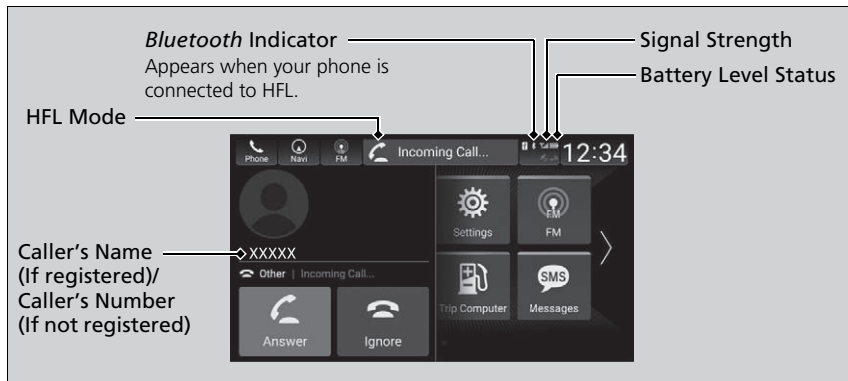 Bluetooth Indicator
Appears when your phone is
connected to HFL.
Signal Strength
Battery Level Status
HFL Mode
Phone
Navi
FM
Incoming Call...
12:34
XXXXX
Other | Incoming Call...
Answer
Ignore
Settings
FM
FM
Trip Computer
SMS
Messages
Caller's Name
(If registered)/
Caller's Number
(If not registered)